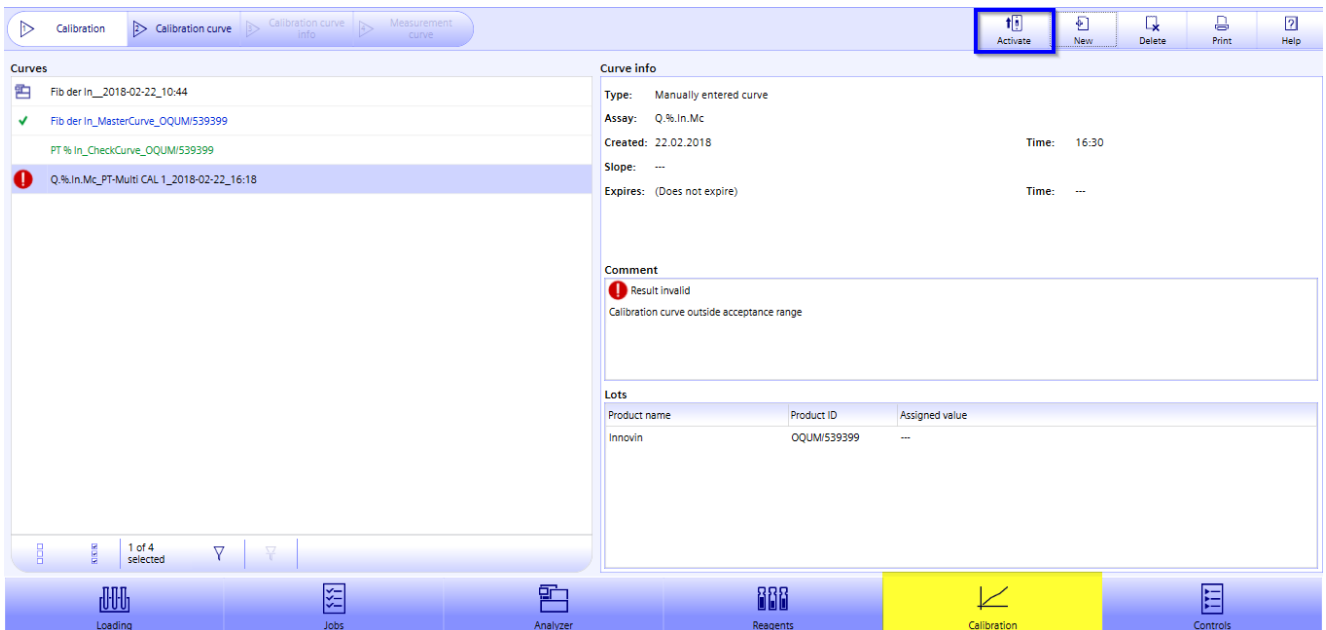 Calibration
Calibration curve
Calibration curve info
Measurement curve
Activate
New
Delete
Print
Help
Curves
Fib der In__2018-02-22_10:44
Fib der In_MasterCurve_OQUM/539399
PT % In_CheckCurve_OQUM/539399
Q.%.In.Mc_PT-Multi CAL 1_2018-02-22_16:18
1 of 4
selected
Curve info
Type: Manually entered curve
Assay: Q.%.In.Mc
Created: 22.02.2018 Time: 16:30
Slope: ---
Expires: (Does not expire) Time: ---
Comment
Result invalid
Calibration curve outside acceptance range
Lots
Product name Product ID Assigned value
Innovin OQUM/539399 ---
Loading
Jobs
Analyzer
Reagents
Calibration
Controls